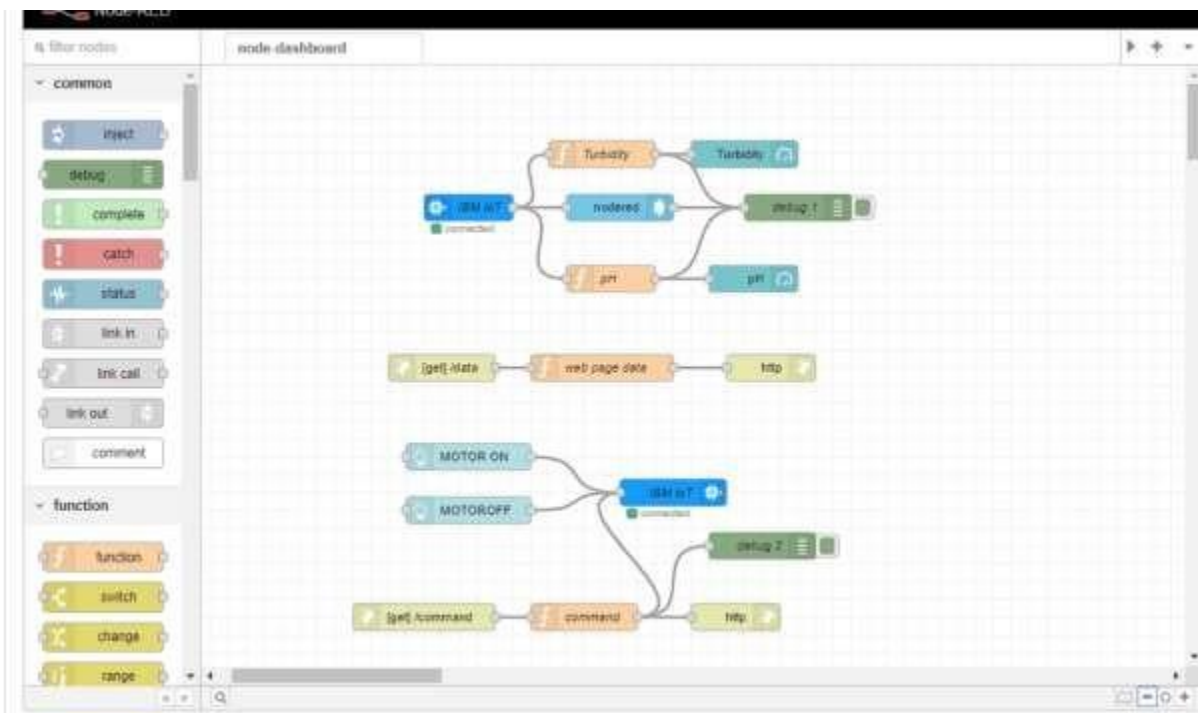 Node-RED
filter nodes
node-dashboard
common
inject
debug
complete
catch
status
link in
link call
link out
comment
function
function
switch
change
range
Turbidity
Turbidity
IBM IoT
connected
nodered
debug 1
pH
pH
[get] /data
web page data
http
MOTOR ON
MOTOROFF
IBM IoT
connected
debug 2
[get] /command
command
http